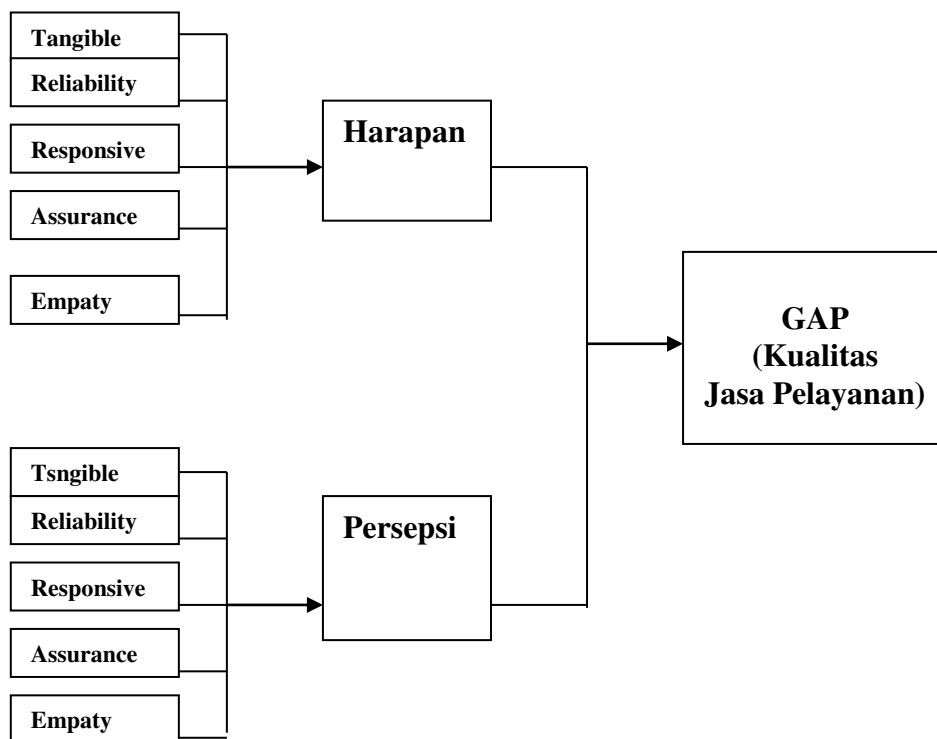 Tangible
Reliability
Responsive
Assurance
Empaty
Harapan
GAP
(Kualitas
Jasa Pelayanan)
Tsngible
Reliability
Responsive
Assurance
Empaty
Persepsi